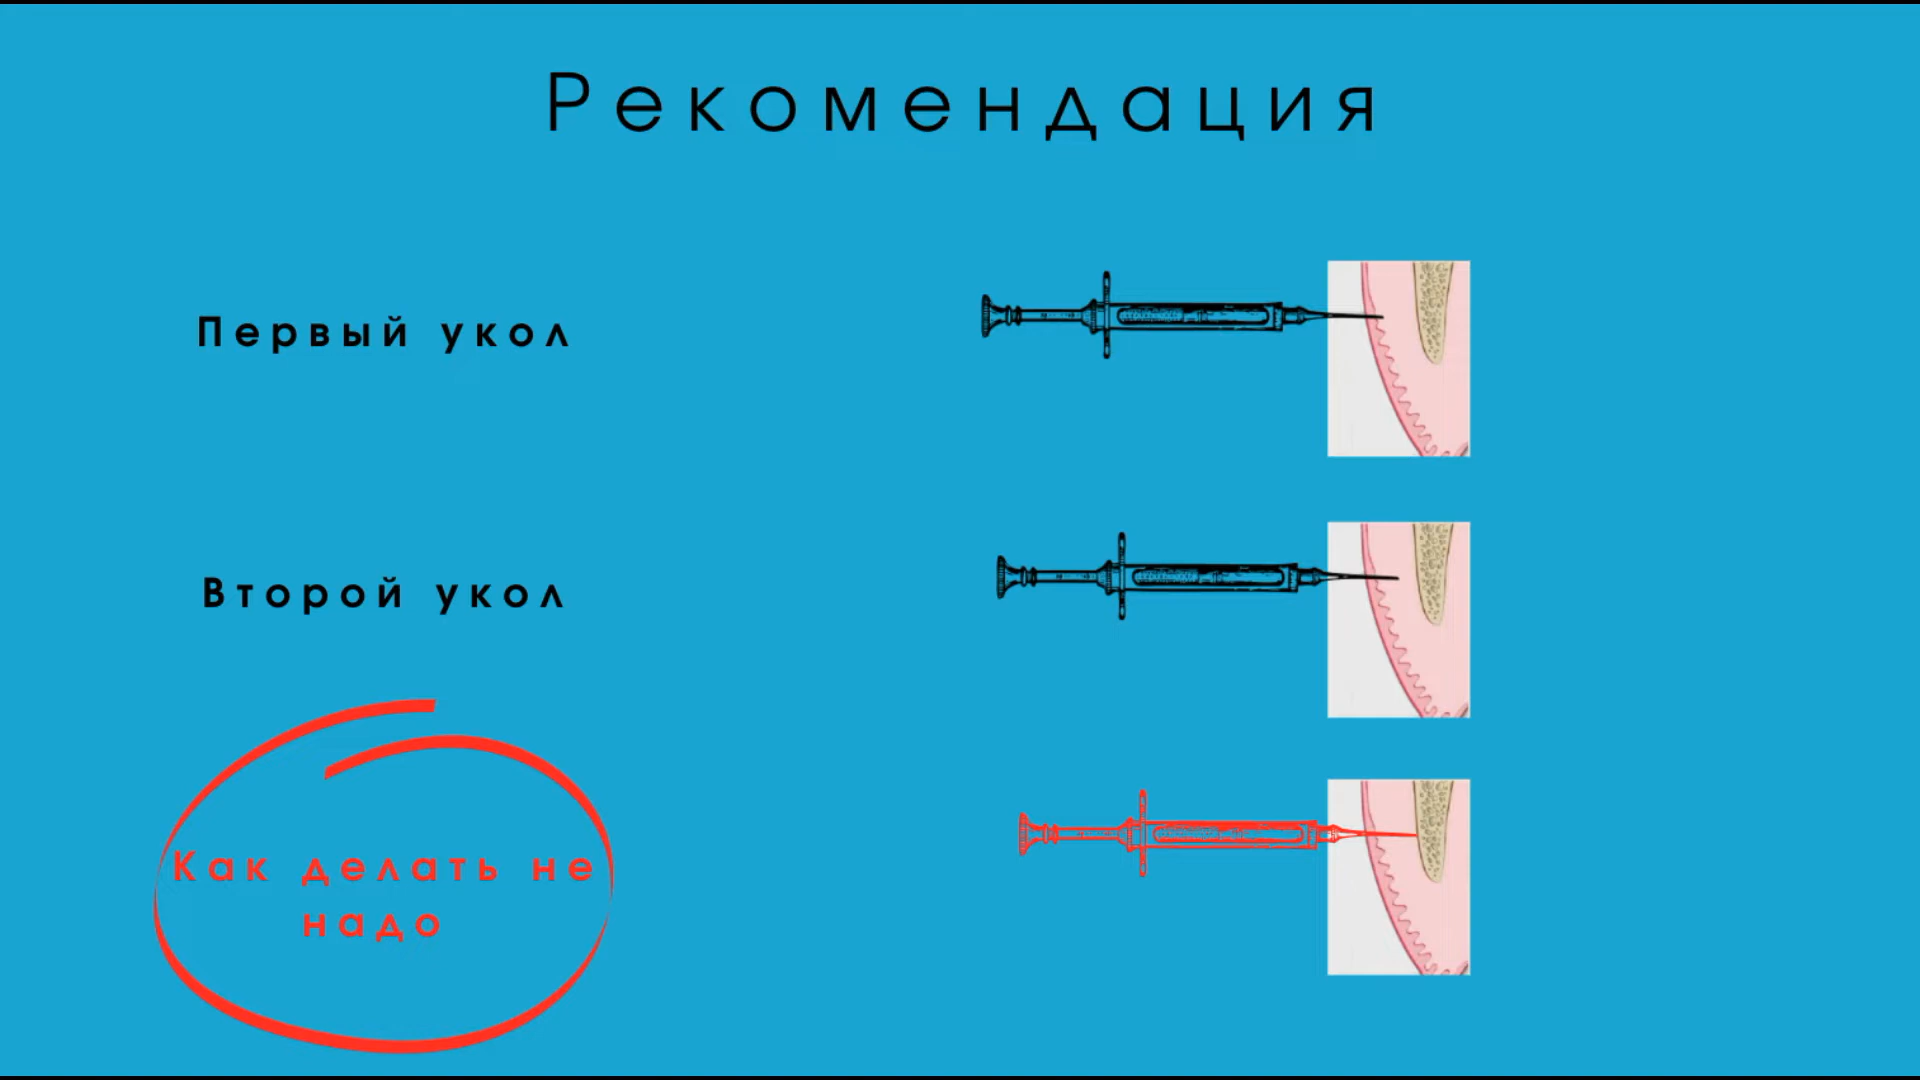 Рекомендация
Первый укол
Второй укол
Как делать не
надо